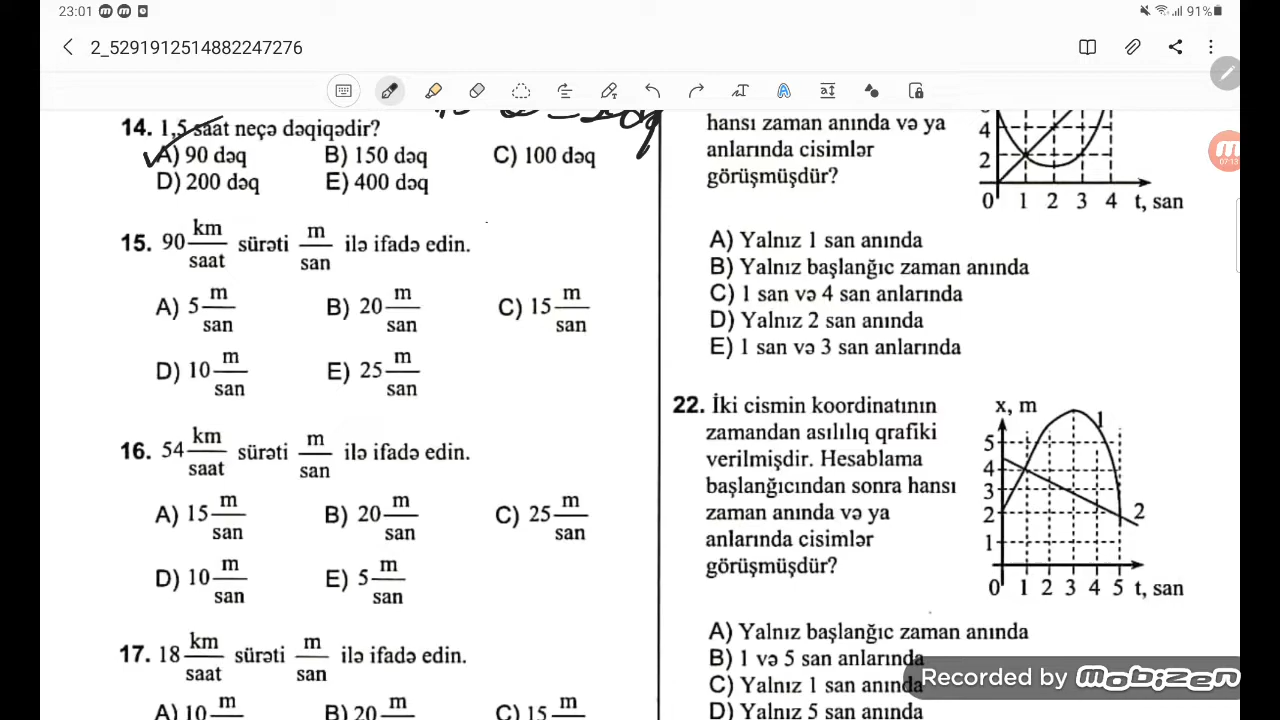 23:01
91%
2_5291912514882247276
14. 1,5 saat neçə dəqiqədir?
A) 90 dəq B) 150 dəq C) 100 dəq
D) 200 dəq E) 400 dəq
15. 90 km/saat sürəti m/san ilə ifadə edin.
A) 5 m/san B) 20 m/san C) 15 m/san
D) 10 m/san E) 25 m/san
16. 54 km/saat sürəti m/san ilə ifadə edin.
A) 15 m/san B) 20 m/san C) 25 m/san
D) 10 m/san E) 5 m/san
17. 18 km/saat sürəti m/san ilə ifadə edin.
A) 10 m B) 20 m C) 15 m
hansı zaman anında və ya
anlarında cisimlər
görüşmüşdür?
4
2
0 1 2 3 4 t, san
A) Yalnız 1 san anında
B) Yalnız başlanğıc zaman anında
C) 1 san və 4 san anlarında
D) Yalnız 2 san anında
E) 1 san və 3 san anlarında
22. İki cismin koordinatının
zamandan asılılıq qrafiki
verilmişdir. Hesablama
başlanğıcından sonra hansı
zaman anında və ya
anlarında cisimlər
görüşmüşdür?
x, m
1
5
4
3
2
2
1
0 1 2 3 4 5 t, san
A) Yalnız başlanğıc zaman anında
B) 1 və 5 san anlarında
C) Yalnız 1 san anında
D) Yalnız 5 san anında
07:13
Recorded by mobizen